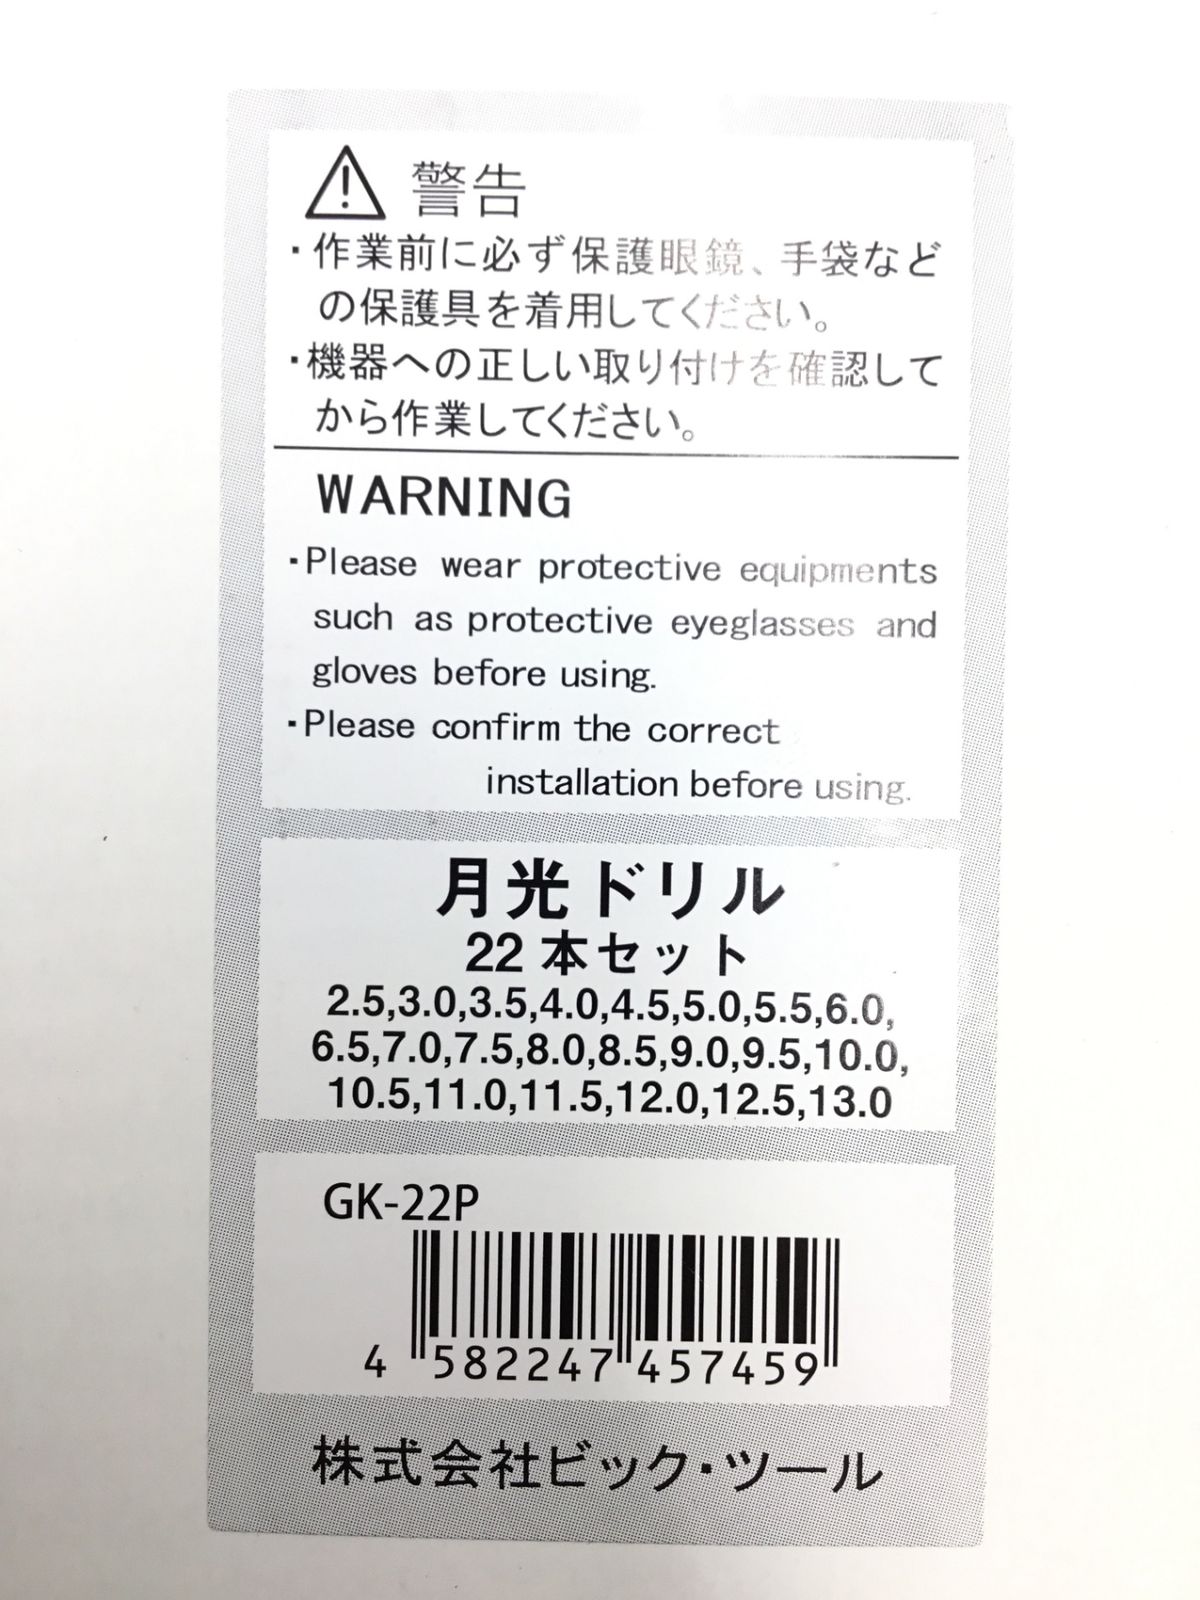 警告
・作業前に必ず保護眼鏡、手袋など
の保護具を着用してください。
・機器への正しい取り付けを確認して
から作業してください。
WARNING
・Please wear protective equipments
such as protective eyeglasses and
gloves before using.
・Please confirm the correct
installation before using.
月光ドリル
22本セット
2.5,3.0,3.5,4.0,4.5,5.0,5.5,6.0,
6.5,7.0,7.5,8.0,8.5,9.0,9.5,10.0,
10.5,11.0,11.5,12.0,12.5,13.0
GK-22P
4 582247 457459
株式会社ビック・ツール